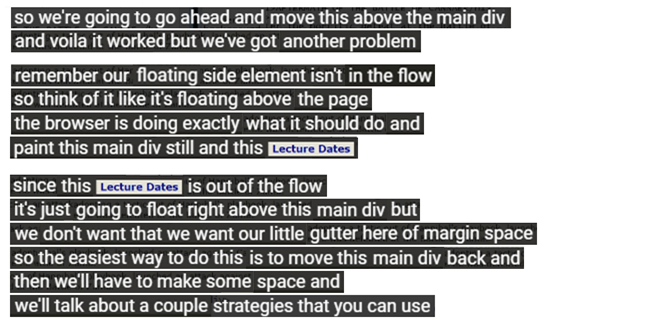 so we're going to go ahead and move this above the main div
and voila it worked but we've got another problem
remember our floating side element isn't in the flow
so think of it like it's floating above the page
the browser is doing exactly what it should do and
paint this main div still and this Lecture Dates
since this Lecture Dates is out of the flow
it's just going to float right above this main div but
we don't want that we want our little gutter here of margin space
so the easiest way to do this is to move this main div back and
then we'll have to make some space and
we'll talk about a couple strategies that you can use